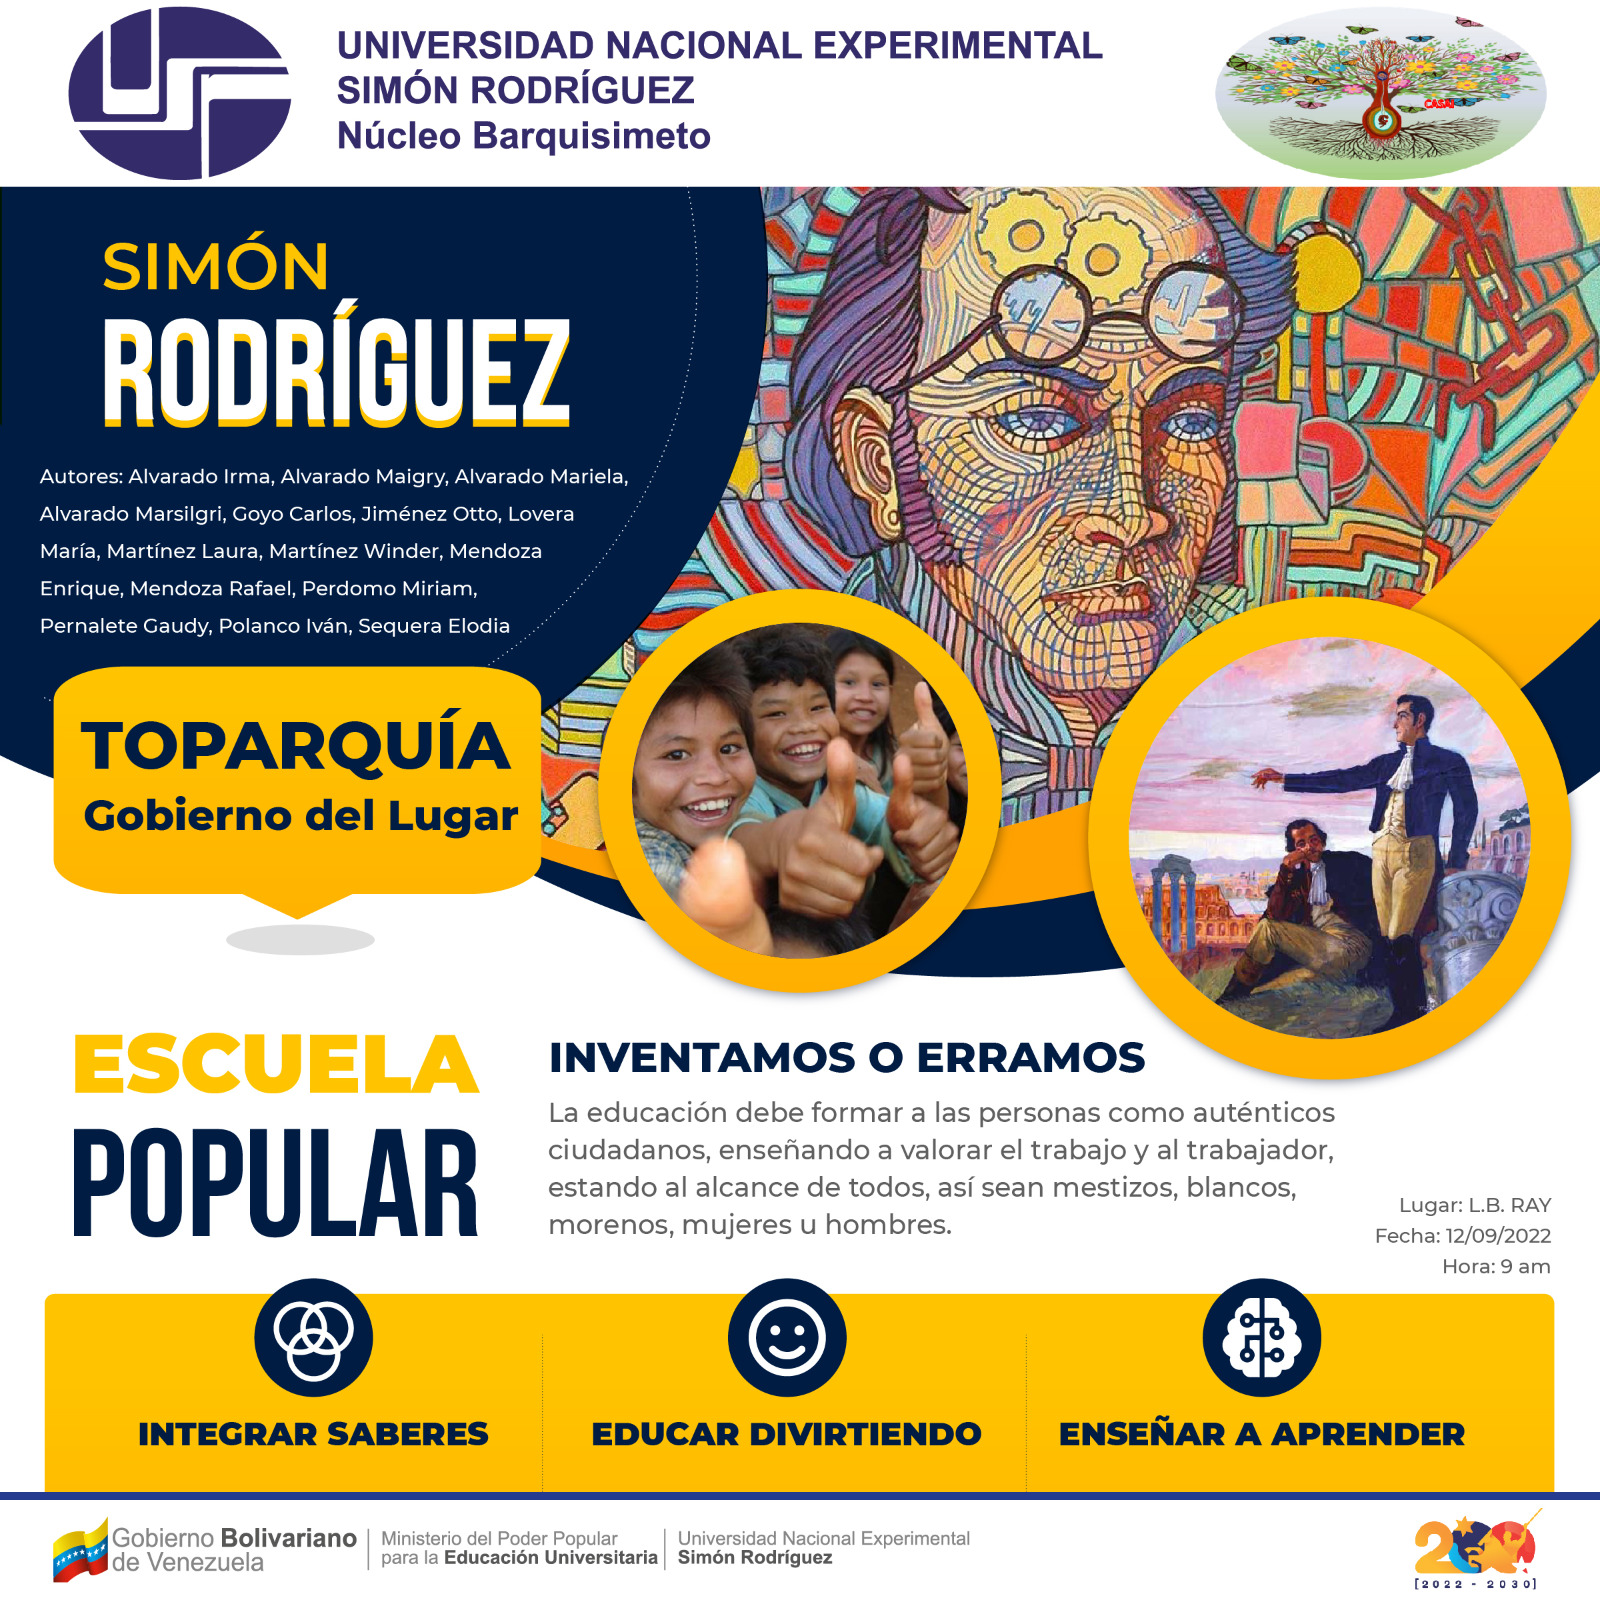 UNIVERSIDAD NACIONAL EXPERIMENTAL
SIMÓN RODRÍGUEZ
Núcleo Barquisimeto
CASAI
SIMÓN
RODRÍGUEZ
Autores: Alvarado Irma, Alvarado Maigry, Alvarado Mariela,
Alvarado Marsilgri, Goyo Carlos, Jiménez Otto, Lovera
María, Martínez Laura, Martínez Winder, Mendoza
Enrique, Mendoza Rafael, Perdomo Miriam,
Pernalete Gaudy, Polanco Iván, Sequera Elodia
TOPARQUÍA
Gobierno del Lugar
ESCUELA
POPULAR
INVENTAMOS O ERRAMOS
La educación debe formar a las personas como auténticos
ciudadanos, enseñando a valorar el trabajo y al trabajador,
estando al alcance de todos, así sean mestizos, blancos,
morenos, mujeres u hombres.
Lugar: L.B. RAY
Fecha: 12/09/2022
Hora: 9 am
INTEGRAR SABERES
EDUCAR DIVIRTIENDO
ENSEÑAR A APRENDER
Gobierno Bolivariano
de Venezuela
Ministerio del Poder Popular
para la Educación Universitaria
Universidad Nacional Experimental
Simón Rodríguez
200
[2022 - 2030]